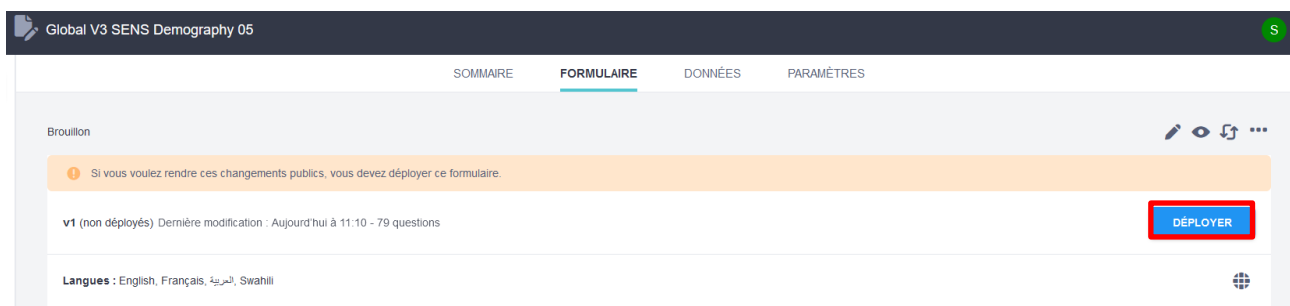 Global V3 SENS Demography 05
S
SOMMAIRE FORMULAIRE DONNÉES PARAMÈTRES
Brouillon
Si vous voulez rendre ces changements publics, vous devez déployer ce formulaire.
v1 (non déployés) Dernière modification : Aujourd'hui à 11:10 - 79 questions
DÉPLOYER
Langues : English, Français, العربية, Swahili